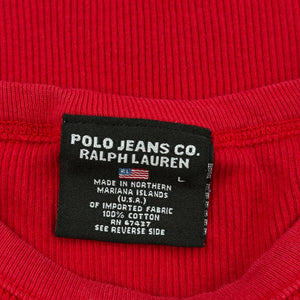 POLO JEANS CO.
RALPH LAUREN
L
MADE IN NORTHERN
MARIANA ISLANDS
(U.S.A.)
OF IMPORTED FABRIC
100% COTTON
RN 67437
SEE REVERSE SIDE